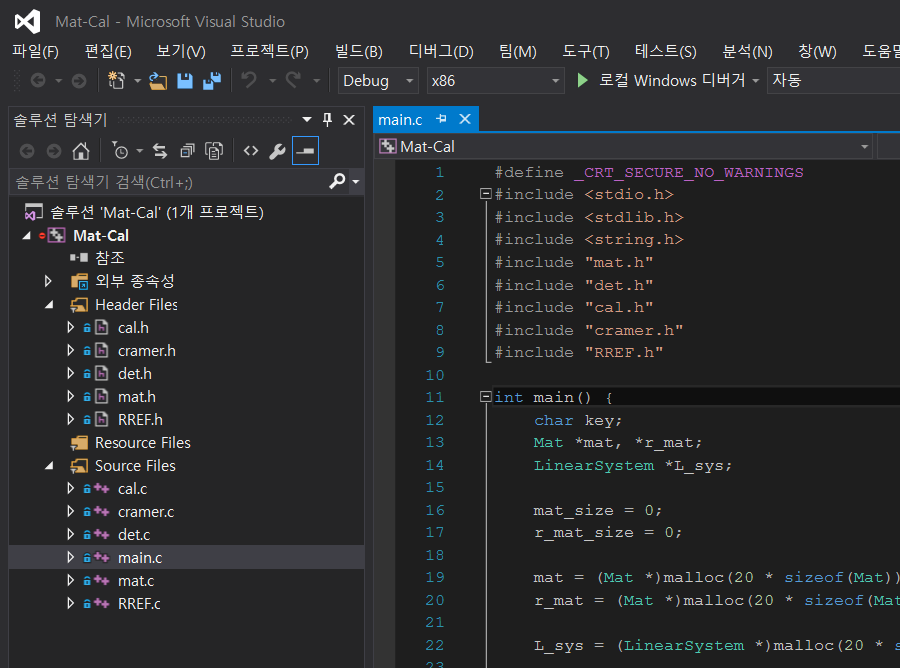 Mat-Cal - Microsoft Visual Studio
파일(F) 편집(E) 보기(V) 프로젝트(P) 빌드(B) 디버그(D) 팀(M) 도구(T) 테스트(S) 분석(N) 창(W) 도움말
Debug x86 로컬 Windows 디버거 자동
솔루션 탐색기
솔루션 탐색기 검색(Ctrl+;)
솔루션 'Mat-Cal' (1개 프로젝트)
Mat-Cal
참조
외부 종속성
Header Files
cal.h
cramer.h
det.h
mat.h
RREF.h
Resource Files
Source Files
cal.c
cramer.c
det.c
main.c
mat.c
RREF.c
main.c
Mat-Cal
1 #define _CRT_SECURE_NO_WARNINGS
2 #include <stdio.h>
3 #include <stdlib.h>
4 #include <string.h>
5 #include "mat.h"
6 #include "det.h"
7 #include "cal.h"
8 #include "cramer.h"
9 #include "RREF.h"
10
11 int main() {
12 char key;
13 Mat *mat, *r_mat;
14 LinearSystem *L_sys;
15
16 mat_size = 0;
17 r_mat_size = 0;
18
19 mat = (Mat *)malloc(20 * sizeof(Mat))
20 r_mat = (Mat *)malloc(20 * sizeof(Mat
21
22 L_sys = (LinearSystem *)malloc(20 * s
23